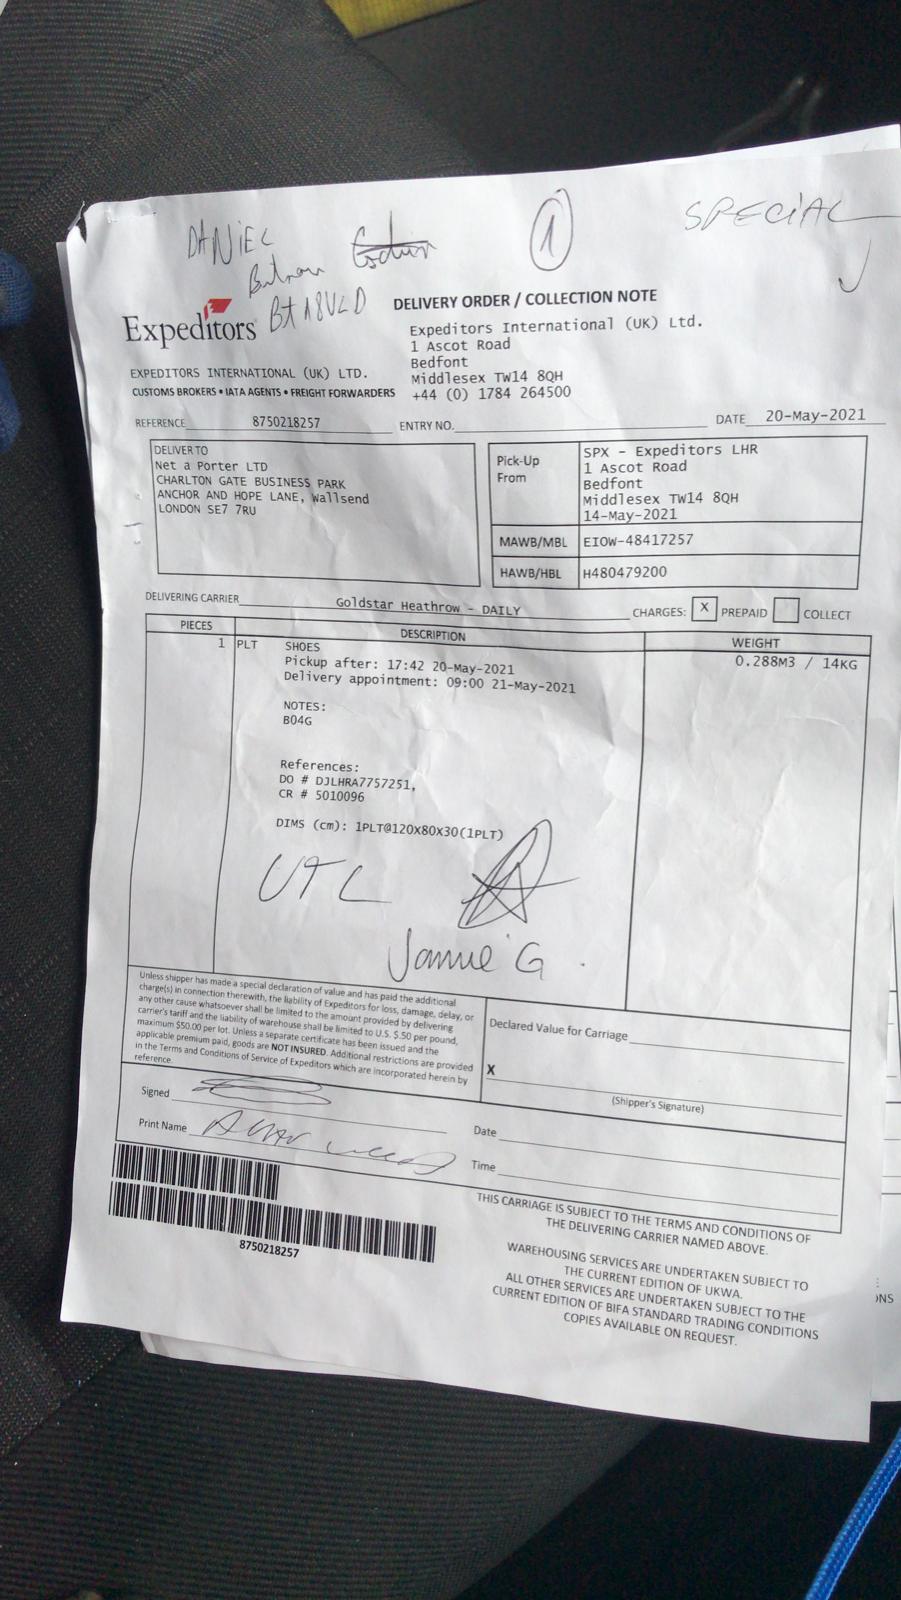 DANIEL
SPECIAL
1
Expeditors
DELIVERY ORDER / COLLECTION NOTE
Expeditors International (UK) Ltd.
1 Ascot Road
Bedfont
Middlesex TW14 8QH
+44 (0) 1784 264500
EXPEDITORS INTERNATIONAL (UK) LTD.
CUSTOMS BROKERS • IATA AGENTS • FREIGHT FORWARDERS
REFERENCE 8750218257 ENTRY NO. DATE 20-May-2021
DELIVER TO
Net a Porter LTD
CHARLTON GATE BUSINESS PARK
ANCHOR AND HOPE LANE, Wallsend
LONDON SE7 7RU
Pick-Up From
SPX - Expeditors LHR
1 Ascot Road
Bedfont
Middlesex TW14 8QH
14-May-2021
MAWB/MBL EIOW-48417257
HAWB/HBL H480479200
DELIVERING CARRIER Goldstar Heathrow - DAILY CHARGES: X PREPAID COLLECT
PIECES DESCRIPTION WEIGHT
1 PLT SHOES 0.288M3 / 14KG
Pickup after: 17:42 20-May-2021
Delivery appointment: 09:00 21-May-2021
NOTES:
B04G
References:
DO # DJLHRA7757251,
CR # 5010096
DIMS (cm): 1PLT@120X80X30(1PLT)
UTL
G
Unless shipper has made a special declaration of value and has paid the additional
charge(s) in connection therewith, the liability of Expeditors for loss, damage, delay, or
any other cause whatsoever shall be limited to the amount provided by delivering
carrier's tariff and the liability of warehouse shall be limited to U.S. $.50 per pound,
maximum $50.00 per lot. Unless a separate certificate has been issued and the
applicable premium paid, goods are NOT INSURED. Additional restrictions are provided
in the Terms and Conditions of Service of Expeditors which are incorporated herein by
reference.
Declared Value for Carriage
X
(Shipper's Signature)
Signed
Print Name
Date
Time
8750218257
THIS CARRIAGE IS SUBJECT TO THE TERMS AND CONDITIONS OF
THE DELIVERING CARRIER NAMED ABOVE.
WAREHOUSING SERVICES ARE UNDERTAKEN SUBJECT TO
THE CURRENT EDITION OF UKWA.
ALL OTHER SERVICES ARE UNDERTAKEN SUBJECT TO THE
CURRENT EDITION OF BIFA STANDARD TRADING CONDITIONS
COPIES AVAILABLE ON REQUEST.